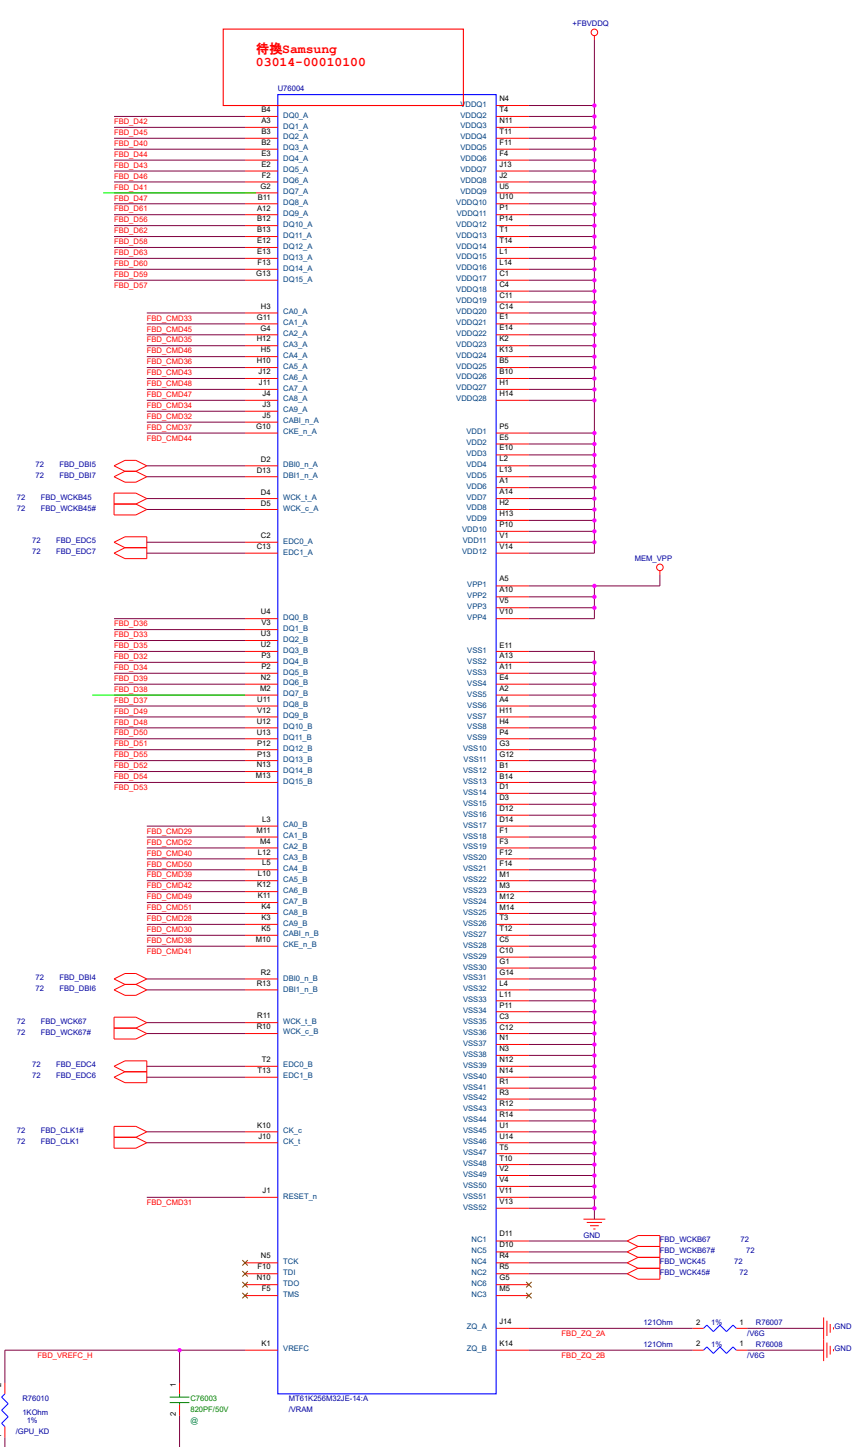 +FBVDDQ
待换Samsung
03014-00010100
U76004
FBD_D42 B4 DQ0_A
FBD_D45 A3 DQ1_A
FBD_D40 B3 DQ2_A
FBD_D44 B2 DQ3_A
FBD_D43 E3 DQ4_A
FBD_D46 E2 DQ5_A
FBD_D41 F2 DQ6_A
FBD_D47 G2 DQ7_A
FBD_D61 B11 DQ8_A
FBD_D56 A12 DQ9_A
FBD_D62 B12 DQ10_A
FBD_D58 B13 DQ11_A
FBD_D63 E12 DQ12_A
FBD_D60 E13 DQ13_A
FBD_D59 F13 DQ14_A
FBD_D57 G13 DQ15_A
FBD_CMD33 H3 CA0_A
FBD_CMD45 G11 CA1_A
FBD_CMD35 G4 CA2_A
FBD_CMD46 H12 CA3_A
FBD_CMD36 H5 CA4_A
FBD_CMD43 H10 CA5_A
FBD_CMD48 J12 CA6_A
FBD_CMD47 J11 CA7_A
FBD_CMD34 J4 CA8_A
FBD_CMD32 J3 CA9_A
FBD_CMD37 J5 CABI_n_A
FBD_CMD44 G10 CKE_n_A
72 FBD_DBI5 D2 DBI0_n_A
72 FBD_DBI7 D13 DBI1_n_A
72 FBD_WCKB45 D4 WCK_t_A
72 FBD_WCKB45# D5 WCK_c_A
72 FBD_EDC5 C2 EDC0_A
72 FBD_EDC7 C13 EDC1_A
FBD_D36 U4 DQ0_B
FBD_D33 V3 DQ1_B
FBD_D35 U3 DQ2_B
FBD_D32 U2 DQ3_B
FBD_D34 P3 DQ4_B
FBD_D39 P2 DQ5_B
FBD_D38 N2 DQ6_B
FBD_D37 M2 DQ7_B
FBD_D49 U11 DQ8_B
FBD_D48 V12 DQ9_B
FBD_D50 U12 DQ10_B
FBD_D51 U13 DQ11_B
FBD_D55 P12 DQ12_B
FBD_D52 P13 DQ13_B
FBD_D54 N13 DQ14_B
FBD_D53 M13 DQ15_B
FBD_CMD29 L3 CA0_B
FBD_CMD52 M11 CA1_B
FBD_CMD40 M4 CA2_B
FBD_CMD50 L12 CA3_B
FBD_CMD39 L5 CA4_B
FBD_CMD42 L10 CA5_B
FBD_CMD49 K12 CA6_B
FBD_CMD51 K11 CA7_B
FBD_CMD28 K4 CA8_B
FBD_CMD30 K3 CA9_B
FBD_CMD38 K5 CABI_n_B
FBD_CMD41 M10 CKE_n_B
72 FBD_DBI4 R2 DBI0_n_B
72 FBD_DBI6 R13 DBI1_n_B
72 FBD_WCK67 R11 WCK_t_B
72 FBD_WCK67# R10 WCK_c_B
72 FBD_EDC4 T2 EDC0_B
72 FBD_EDC6 T13 EDC1_B
72 FBD_CLK1# K10 CK_c
72 FBD_CLK1 J10 CK_t
FBD_CMD31 J1 RESET_n
N5 TCK
F10 TDI
N10 TDO
F5 TMS
FBD_VREFC_H K1 VREFC
VDDQ1 N4
VDDQ2 T4
VDDQ3 N11
VDDQ4 T11
VDDQ5 F11
VDDQ6 F4
VDDQ7 J13
VDDQ8 J2
VDDQ9 U5
VDDQ10 U10
VDDQ11 P1
VDDQ12 P14
VDDQ13 T1
VDDQ14 T14
VDDQ15 L1
VDDQ16 L14
VDDQ17 C1
VDDQ18 C4
VDDQ19 C11
VDDQ20 C14
VDDQ21 E1
VDDQ22 E14
VDDQ23 K2
VDDQ24 K13
VDDQ25 B5
VDDQ26 B10
VDDQ27 H1
VDDQ28 H14
VDD1 P5
VDD2 E5
VDD3 E10
VDD4 L2
VDD5 L13
VDD6 A1
VDD7 A14
VDD8 H2
VDD9 H13
VDD10 P10
VDD11 V1
VDD12 V14
MEM_VPP
VPP1 A5
VPP2 A10
VPP3 V5
VPP4 V10
VSS1 E11
VSS2 A13
VSS3 A11
VSS4 E4
VSS5 A2
VSS6 A4
VSS7 H11
VSS8 H4
VSS9 P4
VSS10 G3
VSS11 G12
VSS12 B1
VSS13 B14
VSS14 D1
VSS15 D3
VSS16 D12
VSS17 D14
VSS18 F1
VSS19 F3
VSS20 F12
VSS21 F14
VSS22 M1
VSS23 M3
VSS24 M12
VSS25 M14
VSS26 T3
VSS27 T12
VSS28 C5
VSS29 C10
VSS30 G1
VSS31 G14
VSS32 L4
VSS33 L11
VSS34 P11
VSS35 C3
VSS36 C12
VSS37 N1
VSS38 N3
VSS39 N12
VSS40 N14
VSS41 R1
VSS42 R3
VSS43 R12
VSS44 R14
VSS45 U1
VSS46 U14
VSS47 T5
VSS48 T10
VSS49 V2
VSS50 V4
VSS51 V11
VSS52 V13
GND
NC1 D11 FBD_WCKB67 72
NC5 D10 FBD_WCKB67# 72
NC4 R4 FBD_WCK45 72
NC2 R5 FBD_WCK45# 72
NC6 G5
NC3 M5
ZQ_A J14 FBD_ZQ_2A 121Ohm 2 1% 1 R76007 /V6G GND
ZQ_B K14 FBD_ZQ_2B 121Ohm 2 1% 1 R76008 /V6G GND
MT61K256M32JE-14:A
/VRAM
R76010
1KOhm
1%
/GPU_KD
1
C76003
820PF/50V
2
@